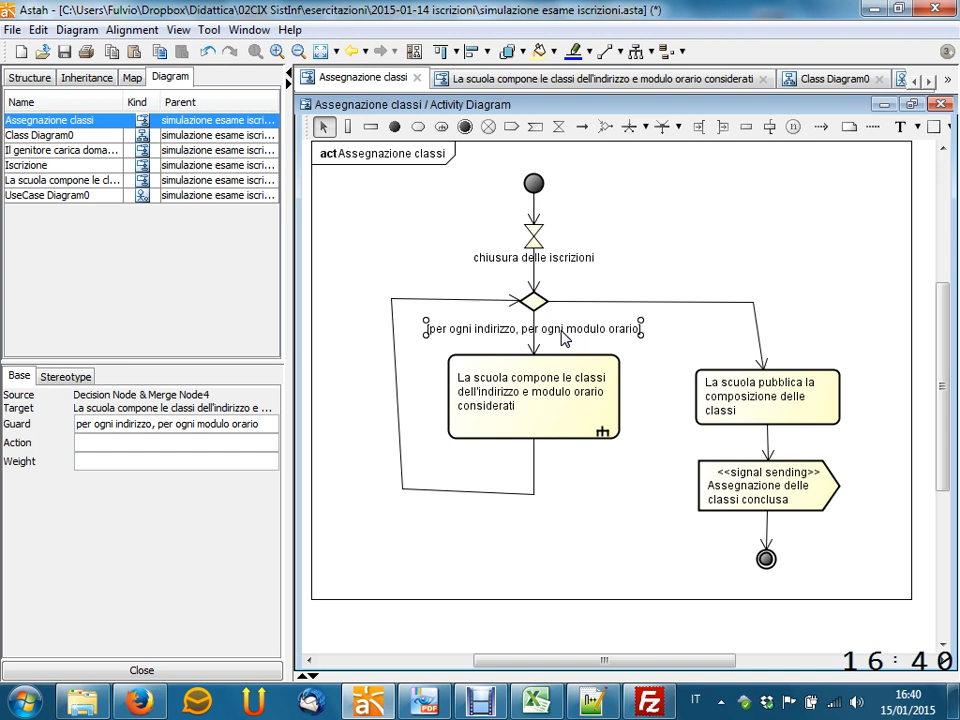 Astah - [C:\Users\Fulvio\Dropbox\Didattica\02CIX SistInf\esercitazioni\2015-01-14 iscrizioni\simulazione esame iscrizioni.asta] (*)
File Edit Diagram Alignment View Tool Window Help
3
Structure Inheritance Map Diagram
Assegnazione classi
La scuola compone le classi dell'indirizzo e modulo orario considerati
Class Diagram0
Name Kind Parent
Assegnazione classi simulazione esame iscri...
Class Diagram0 simulazione esame iscri...
Il genitore carica doma... simulazione esame iscri...
Iscrizione simulazione esame iscri...
La scuola compone le cl... simulazione esame iscri...
UseCase Diagram0 simulazione esame iscri...
Assegnazione classi / Activity Diagram
T
act Assegnazione classi
chiusura delle iscrizioni
[per ogni indirizzo, per ogni modulo orario]
La scuola compone le classi
dell'indirizzo e modulo orario
considerati
La scuola pubblica la
composizione delle
classi
<<signal sending>>
Assegnazione delle
classi conclusa
Base Stereotype
Source Decision Node & Merge Node4
Target La scuola compone le classi dell'indirizzo e ...
Guard per ogni indirizzo, per ogni modulo orario
Action
Weight
Close
16:40
IT
16:40
15/01/2015